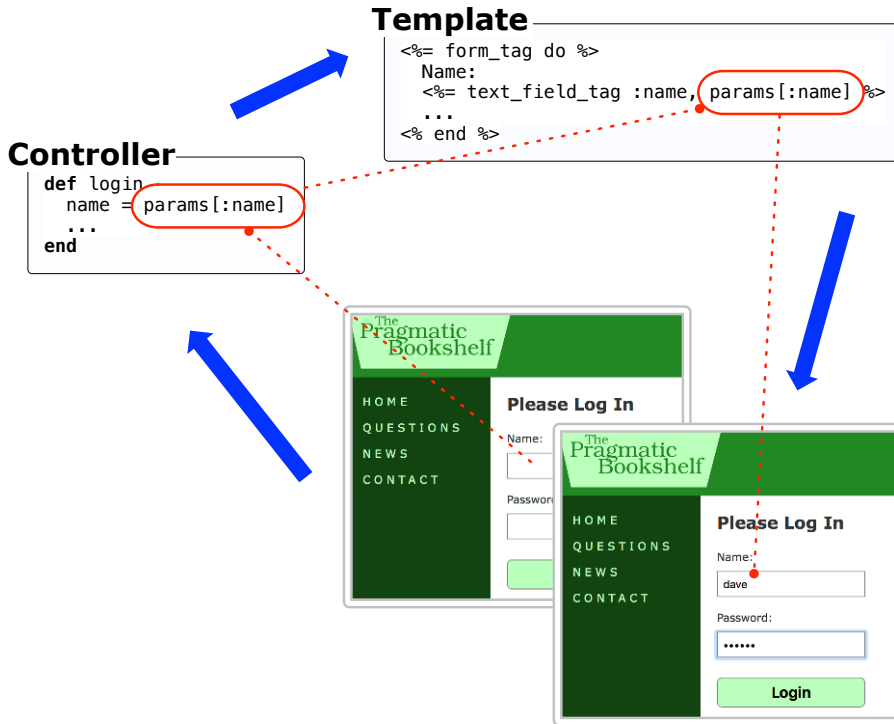 Template
<%= form_tag do %>
Name:
<%= text_field_tag :name, params[:name] %>
...
<% end %>
Controller
def login
name = params[:name]
...
end
The
Pragmatic
Bookshelf
HOME
QUESTIONS
NEWS
CONTACT
Please Log In
Name:
The
Pragmatic
Bookshelf
HOME
QUESTIONS
NEWS
CONTACT
Please Log In
Name:
dave
Password:
••••••
Login